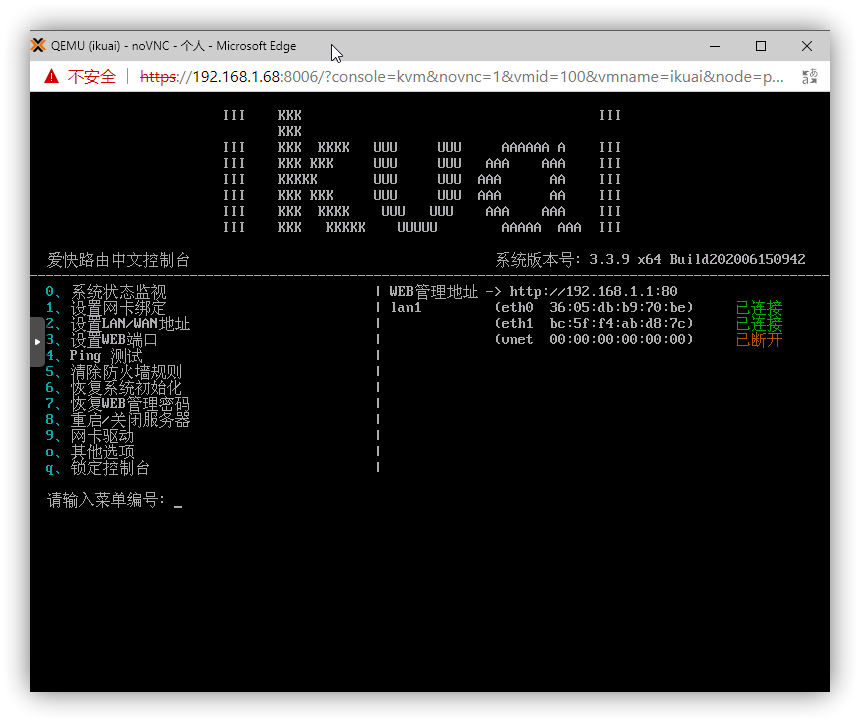 QEMU (ikuai) - noVNC - 个人 - Microsoft Edge
不安全 https://192.168.1.68:8006/?console=kvm&novnc=1&vmid=100&vmname=ikuai&node=p...
III    KKK                                     III
       KKK
III    KKK  KKKK   UUU     UUU     AAAAAA A    III
III    KKK KKK     UUU     UUU   AAA    AAA    III
III    KKKKK       UUU     UUU  AAA      AA    III
III    KKK KKK     UUU     UUU  AAA      AA    III
III    KKK  KKKK    UUU   UUU    AAA    AAA    III
III    KKK   KKKKK    UUUUU        AAAAA  AAA  III
爱快路由中文控制台 系统版本号: 3.3.9 x64 Build202006150942
0、系统状态监视 | WEB管理地址 -> http://192.168.1.1:80
1、设置网卡绑定 | lan1 (eth0 36:05:db:b9:70:be) 已连接
2、设置LAN/WAN地址 | (eth1 bc:5f:f4:ab:d8:7c) 已连接
3、设置WEB端口 | (vnet 00:00:00:00:00:00) 已断开
4、Ping 测试 |
5、清除防火墙规则 |
6、恢复系统初始化 |
7、恢复WEB管理密码 |
8、重启/关闭服务器 |
9、网卡驱动 |
o、其他选项 |
q、锁定控制台 |
请输入菜单编号: _